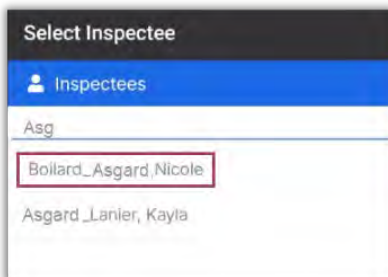 Select Inspectee
Inspectees
Asg
Boilard_Asgard,Nicole
Asgard_Lanier, Kayla